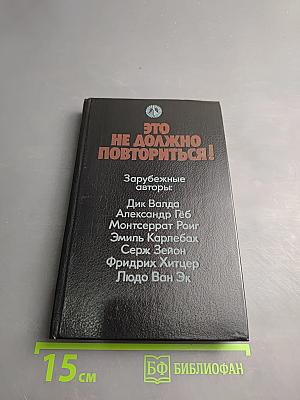 ЭТО
НЕ ДОЛЖНО
ПОВТОРИТЬСЯ!
Зарубежные
авторы:
Дик Валда
Александр Гёб
Монтсеррат Роиг
Эмиль Карлебах
Серж Зейон
Фридрих Хитцер
Людо Ван Эк
15 см
БФ БИБЛИОФАН